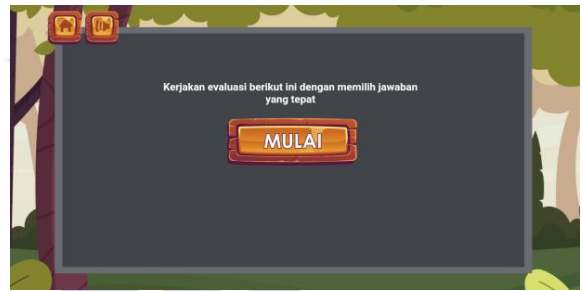 Kerjakan evaluasi berikut ini dengan memilih jawaban
yang tepat
MULAI